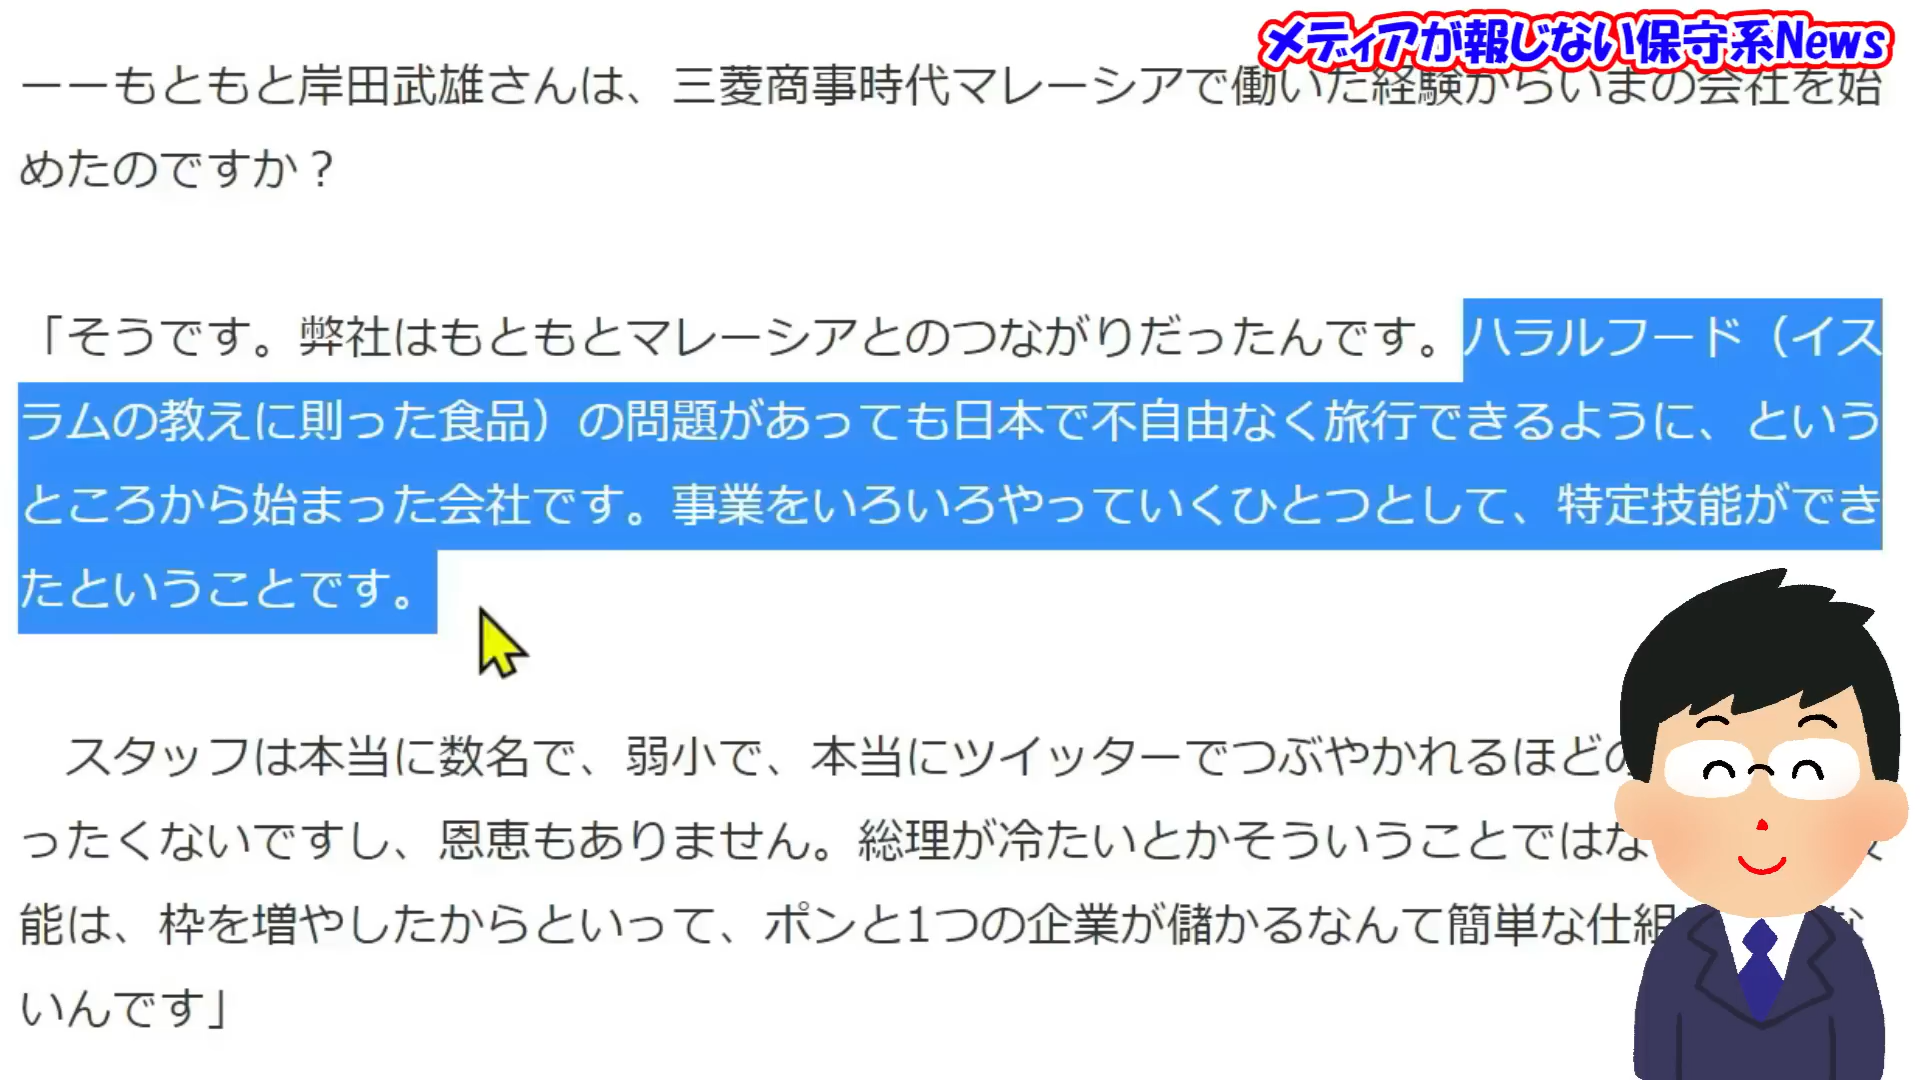 メディアが報じない保守系News
ーーもともと岸田武雄さんは、三菱商事時代マレーシアで働いた経験からいまの会社を始
めたのですか？
「そうです。弊社はもともとマレーシアとのつながりだったんです。ハラルフード（イス
ラムの教えに則った食品）の問題があっても日本で不自由なく旅行できるように、という
ところから始まった会社です。事業をいろいろやっていくひとつとして、特定技能ができ
たということです。
スタッフは本当に数名で、弱小で、本当にツイッターでつぶやかれるほどの
ったくないですし、恩恵もありません。総理が冷たいとかそういうことではな
能は、枠を増やしたからといって、ポンと1つの企業が儲かるなんて簡単な仕組 な
いんです」